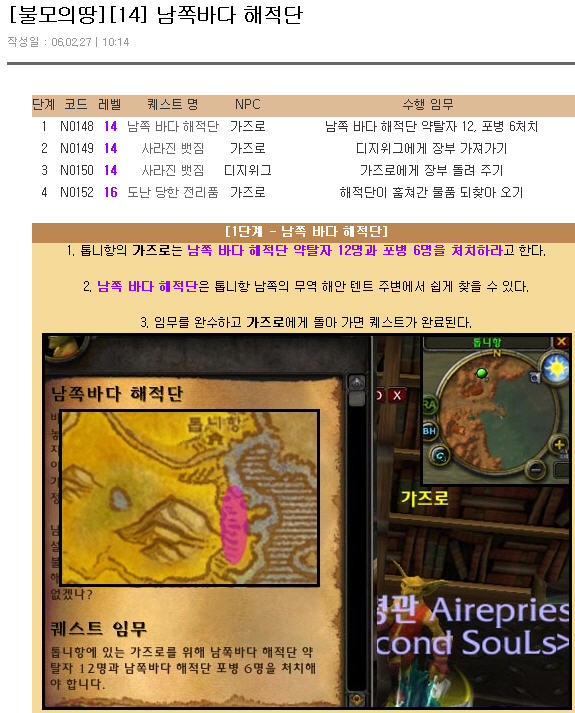 [불모의땅][14] 남쪽바다 해적단
작성일 : 06.02.27 | 10:14
단계 코드 레벨 퀘스트 명 NPC 수행 임무
1 N0148 14 남쪽 바다 해적단 가즈로 남쪽 바다 해적단 약탈자 12, 포병 6처치
2 N0149 14 사라진 뱃짐 가즈로 디지위그에게 장부 가져가기
3 N0150 14 사라진 뱃짐 디지위그 가즈로에게 장부 돌려 주기
4 N0152 16 도난 당한 전리품 가즈로 해적단이 훔쳐간 물품 되찾아 오기
[1단계 - 남쪽 바다 해적단]
1. 톱니항의 가즈로는 남쪽 바다 해적단 약탈자 12명과 포병 6명을 처치하라고 한다.
2. 남쪽 바다 해적단은 톱니항 남쪽의 무역 해안 텐트 주변에서 쉽게 찾을 수 있다.
3. 임무를 완수하고 가즈로에게 돌아 가면 퀘스트가 완료된다.
톱니항
N
남쪽바다 해적단
X
톱니항
RA
BH
가즈로
없겠나?
퀘스트 임무
톱니항에 있는 가즈로를 위해 남쪽바다 해적단 약
탈자 12명과 남쪽바다 해적단 포병 6명을 처치해
야 합니다.
Airepries
econd SouLs>